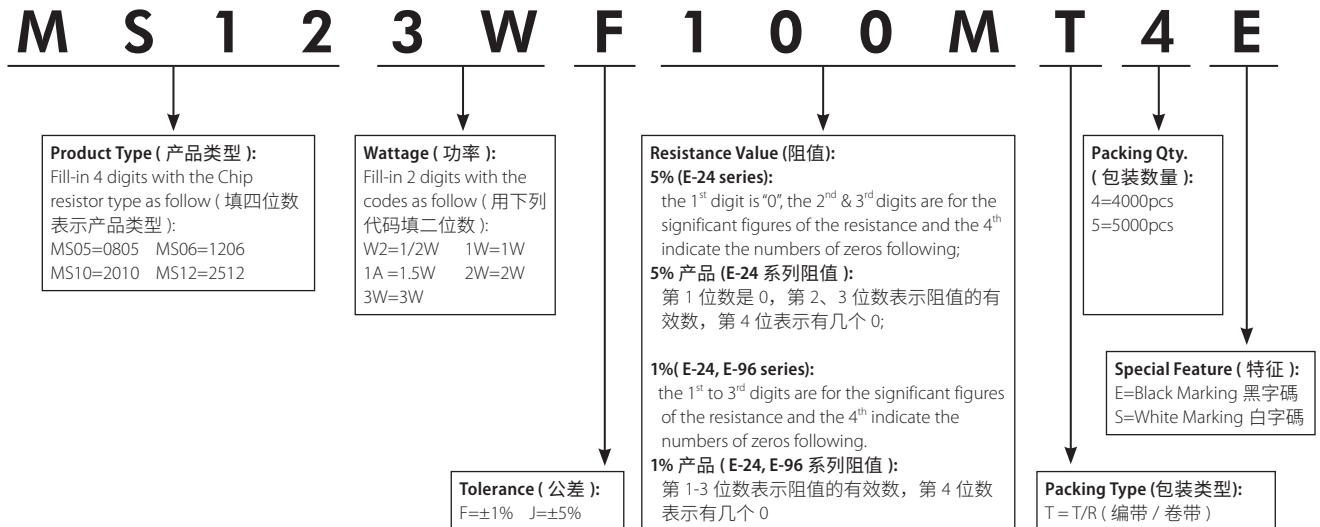 M S 1 2 3 W F 1 0 0 M T 4 E
Product Type ( 产品类型 ):
Fill-in 4 digits with the Chip
resistor type as follow ( 填四位数
表示产品类型 ):
MS05=0805 MS06=1206
MS10=2010 MS12=2512
Wattage ( 功率 ):
Fill-in 2 digits with the
codes as follow ( 用下列
代码填二位数 ):
W2=1/2W 1W=1W
1A =1.5W 2W=2W
3W=3W
Tolerance ( 公差 ):
F=±1% J=±5%
Resistance Value (阻值):
5% (E-24 series):
the 1st digit is "0", the 2nd & 3rd digits are for the
significant figures of the resistance and the 4th
indicate the numbers of zeros following;
5% 产品 (E-24 系列阻值 ):
第 1 位数是 0，第 2、3 位数表示阻值的有
效数，第 4 位表示有几个 0;
1%( E-24, E-96 series):
the 1st to 3rd digits are for the significant figures
of the resistance and the 4th indicate the
numbers of zeros following.
1% 产品 ( E-24, E-96 系列阻值 ):
第 1-3 位数表示阻值的有效数，第 4 位数
表示有几个 0
Packing Qty.
( 包装数量 ):
4=4000pcs
5=5000pcs
Special Feature ( 特征 ):
E=Black Marking 黑字碼
S=White Marking 白字碼
Packing Type (包装类型):
T = T/R ( 编带 / 卷带 )